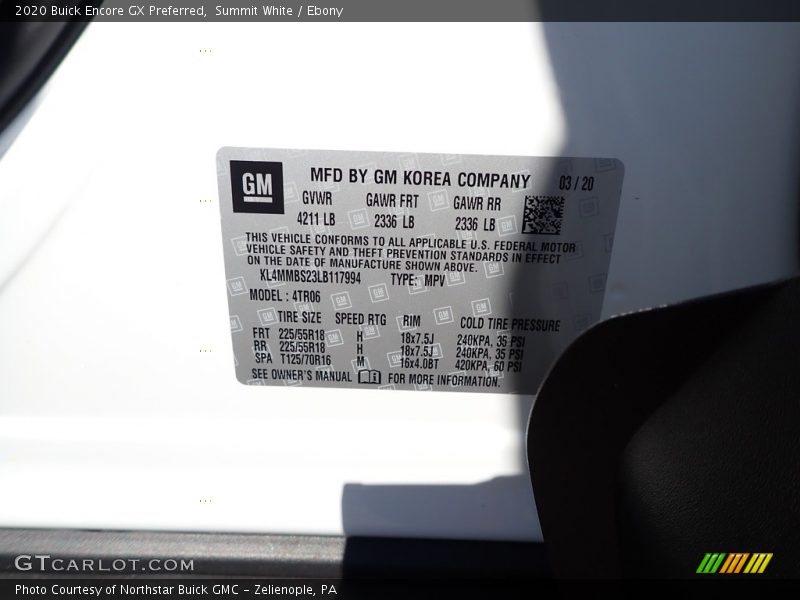 2020 Buick Encore GX Preferred,  Summit White / Ebony
GM
MFD BY GM KOREA COMPANY 03 / 20
GVWR GAWR FRT GAWR RR
4211 LB 2336 LB 2336 LB
THIS VEHICLE CONFORMS TO ALL APPLICABLE U.S. FEDERAL MOTOR
VEHICLE SAFETY AND THEFT PREVENTION STANDARDS IN EFFECT
ON THE DATE OF MANUFACTURE SHOWN ABOVE.
KL4MMBS23LB117994 TYPE: MPV
MODEL : 4TR06
TIRE SIZE SPEED RTG RIM COLD TIRE PRESSURE
FRT 225/55R18 H 18x7.5J 240KPA, 35 PSI
RR 225/55R18 H 18x7.5J 240KPA, 35 PSI
SPA T125/70R16 M 16x4.0BT 420KPA, 60 PSI
SEE OWNER'S MANUAL FOR MORE INFORMATION.
GTCARLOT.COM
Photo Courtesy of Northstar Buick GMC - Zelienople, PA